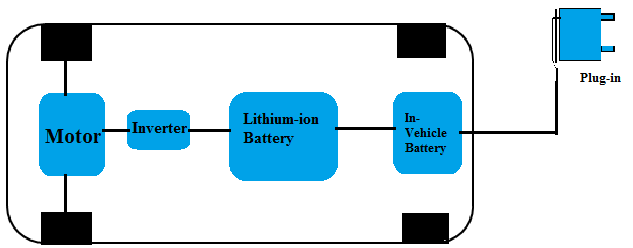 Motor
Inverter
Lithium-ion
Battery
In-
Vehicle
Battery
Plug-in